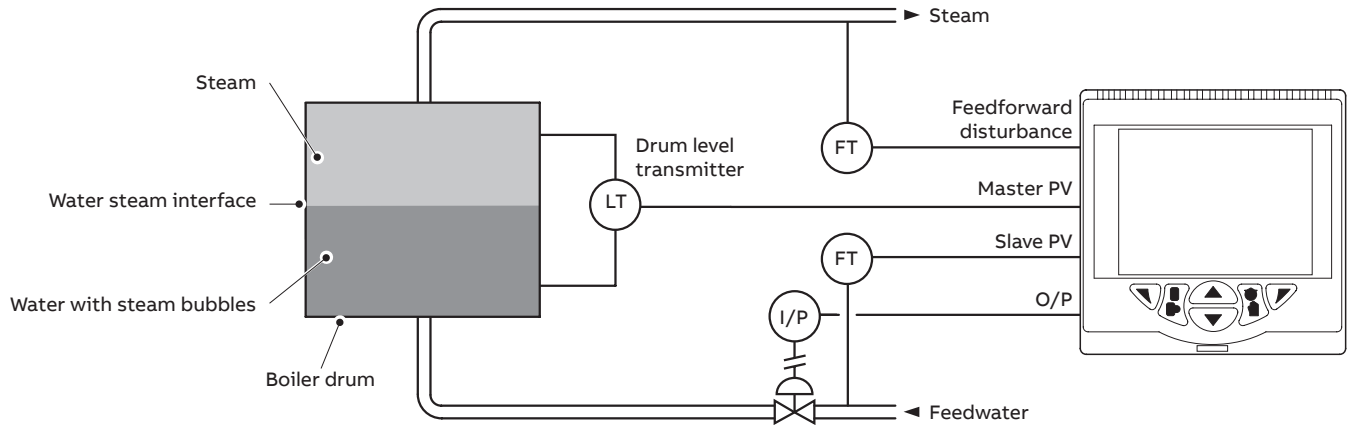 Steam
Steam
Feedforward
disturbance
FT
Drum level
transmitter
Master PV
Water steam interface
LT
Slave PV
FT
Water with steam bubbles
O/P
I/P
Boiler drum
Feedwater